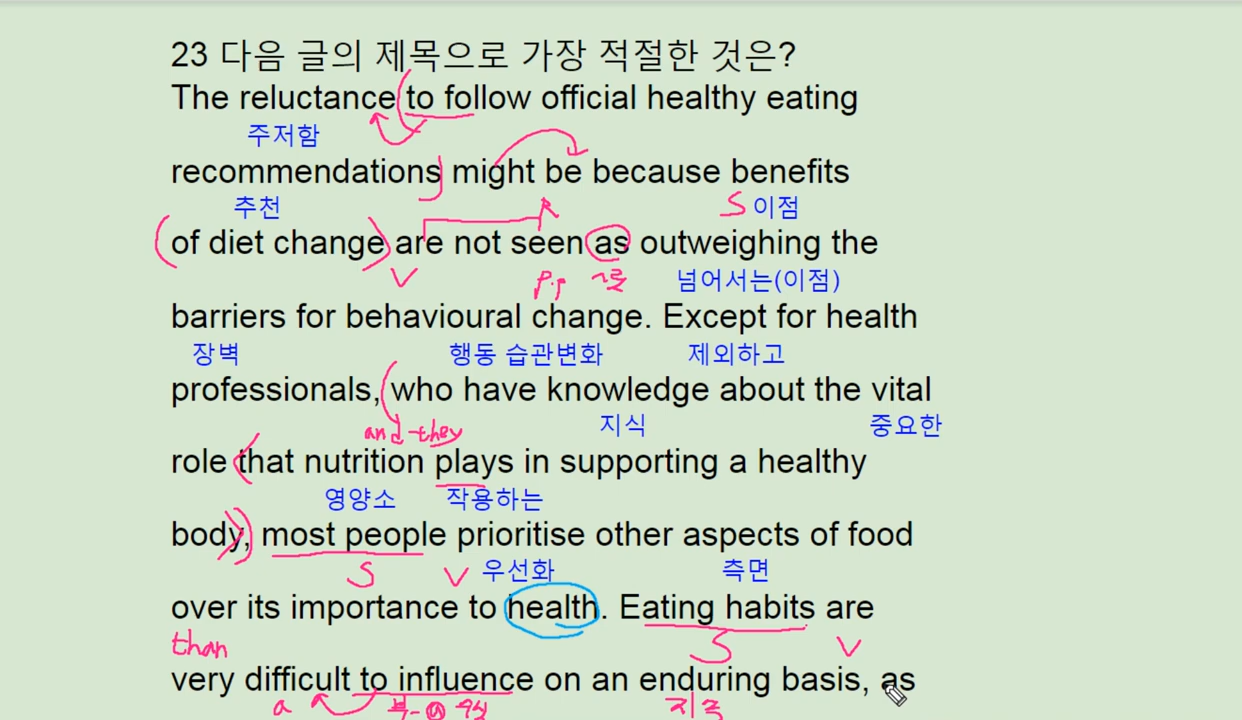 23 다음 글의 제목으로 가장 적절한 것은?
The reluctance to follow official healthy eating
주저함
recommendations might be because benefits
추천 S 이점
of diet change are not seen as outweighing the
V p.p ~로 넘어서는(이점)
barriers for behavioural change. Except for health
장벽 행동 습관변화 제외하고
professionals, who have knowledge about the vital
and they 지식 중요한
role that nutrition plays in supporting a healthy
영양소 작용하는
body, most people prioritise other aspects of food
S V 우선화 측면
over its importance to health. Eating habits are
than S V
very difficult to influence on an enduring basis, as
a 지속